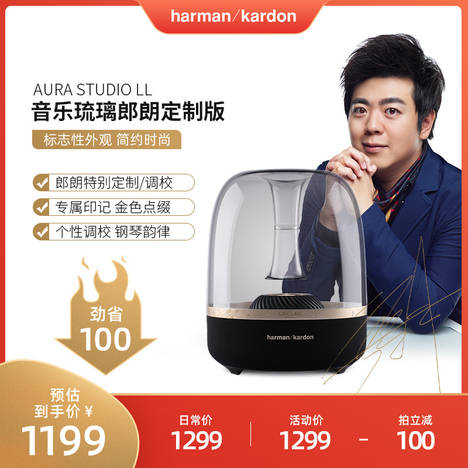 harman/kardon
AURA STUDIO LL
音乐琉璃郎朗定制版
标志性外观 简约时尚
郎朗特别定制/调校
专属印记 金色点缀
个性调校 钢琴韵律
劲省
100
harman/kardon
预估
到手价¥
1199
日常价
1299
活动价
1299
-
拍立减
100